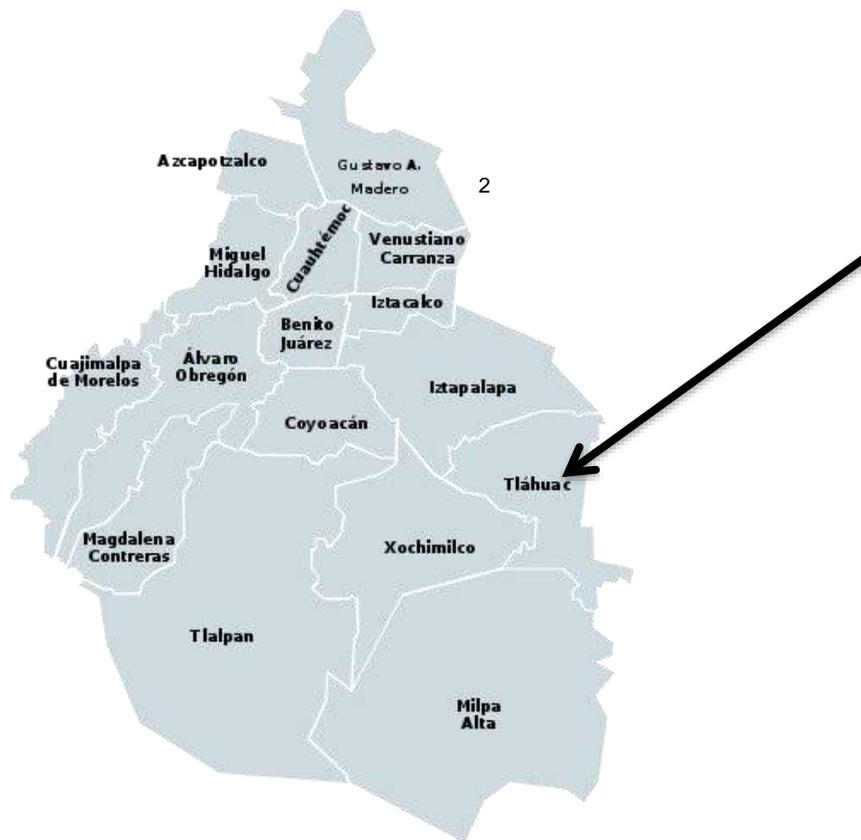 Azcapotzalco
Gustavo A.
Madero
2
Cuauhtémoc
Venustiano
Carranza
Miguel
Hidalgo
Iztacalco
Benito
Juárez
Cuajimalpa
de Morelos
Álvaro
Obregón
Iztapalapa
Coyoacán
Tláhuac
Magdalena
Contreras
Xochimilco
Tlalpan
Milpa
Alta